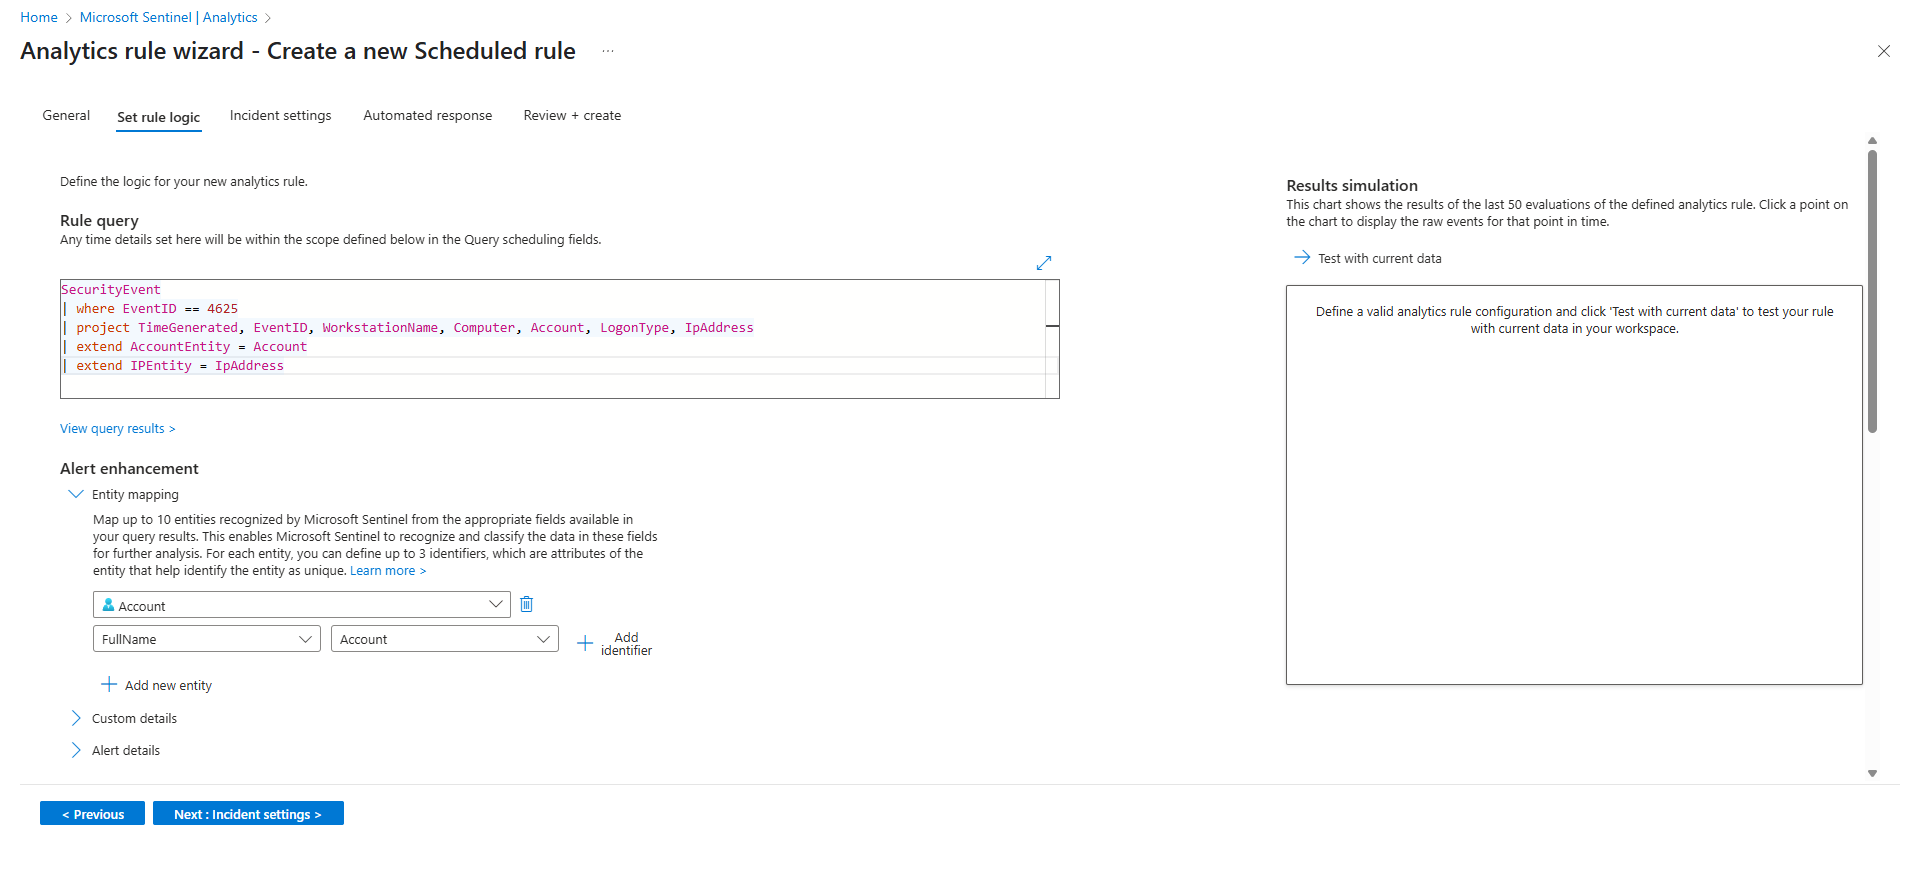 Home > Microsoft Sentinel | Analytics >
Analytics rule wizard - Create a new Scheduled rule ...
General Set rule logic Incident settings Automated response Review + create
Define the logic for your new analytics rule.
Rule query
Any time details set here will be within the scope defined below in the Query scheduling fields.
SecurityEvent
| where EventID == 4625
| project TimeGenerated, EventID, WorkstationName, Computer, Account, LogonType, IpAddress
| extend AccountEntity = Account
| extend IPEntity = IpAddress
View query results >
Alert enhancement
Entity mapping
Map up to 10 entities recognized by Microsoft Sentinel from the appropriate fields available in
your query results. This enables Microsoft Sentinel to recognize and classify the data in these fields
for further analysis. For each entity, you can define up to 3 identifiers, which are attributes of the
entity that help identify the entity as unique. Learn more >
Account
FullName Account
Add
identifier
Add new entity
Custom details
Alert details
Results simulation
This chart shows the results of the last 50 evaluations of the defined analytics rule. Click a point on
the chart to display the raw events for that point in time.
Test with current data
Define a valid analytics rule configuration and click 'Test with current data' to test your rule
with current data in your workspace.
< Previous Next : Incident settings >